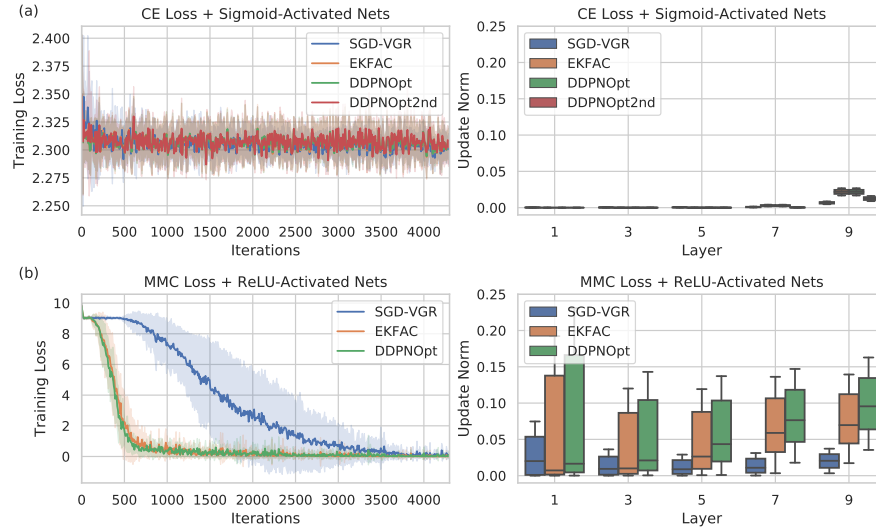 (a)
CE Loss + Sigmoid-Activated Nets
Training Loss
2.400
2.375
2.350
2.325
2.300
2.275
2.250
SGD-VGR
EKFAC
DDPNOpt
DDPNOpt2nd
0 500 1000 1500 2000 2500 3000 3500 4000
Iterations
CE Loss + Sigmoid-Activated Nets
Update Norm
0.25
0.20
0.15
0.10
0.05
0.00
SGD-VGR
EKFAC
DDPNOpt
DDPNOpt2nd
1 3 5 7 9
Layer
(b)
MMC Loss + ReLU-Activated Nets
Training Loss
10
8
6
4
2
0
SGD-VGR
EKFAC
DDPNOpt
0 500 1000 1500 2000 2500 3000 3500 4000
Iterations
MMC Loss + ReLU-Activated Nets
Update Norm
0.25
0.20
0.15
0.10
0.05
0.00
SGD-VGR
EKFAC
DDPNOpt
1 3 5 7 9
Layer